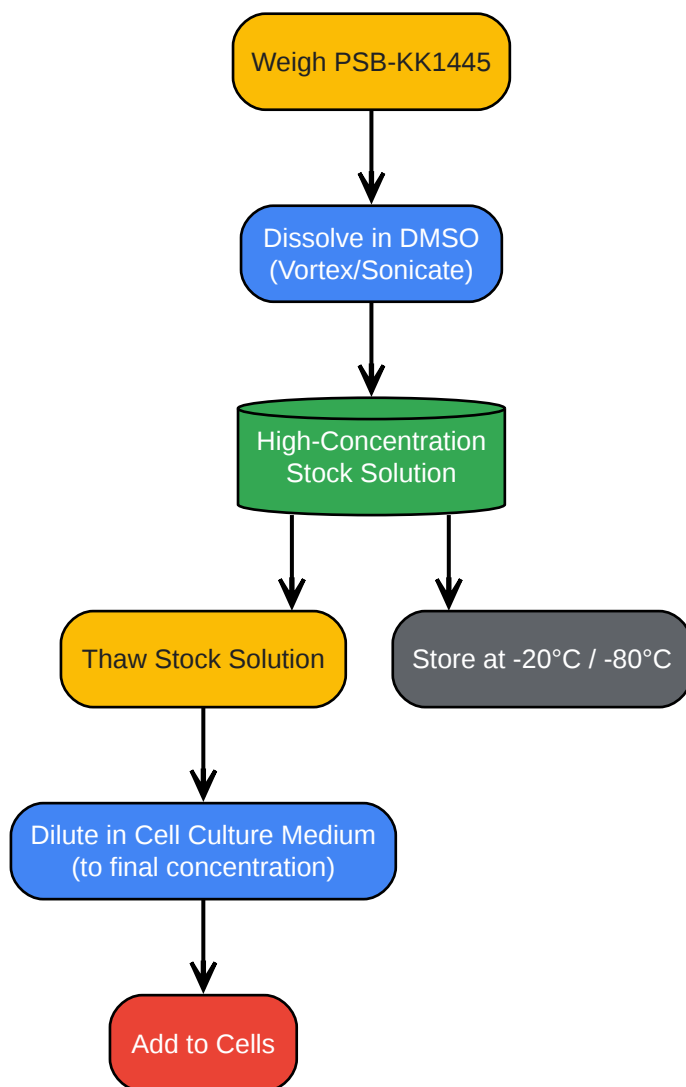 Weigh PSB-KK1445
Dissolve in DMSO
(Vortex/Sonicate)
High-Concentration
Stock Solution
Thaw Stock Solution
Store at -20°C / -80°C
Dilute in Cell Culture Medium
(to final concentration)
Add to Cells